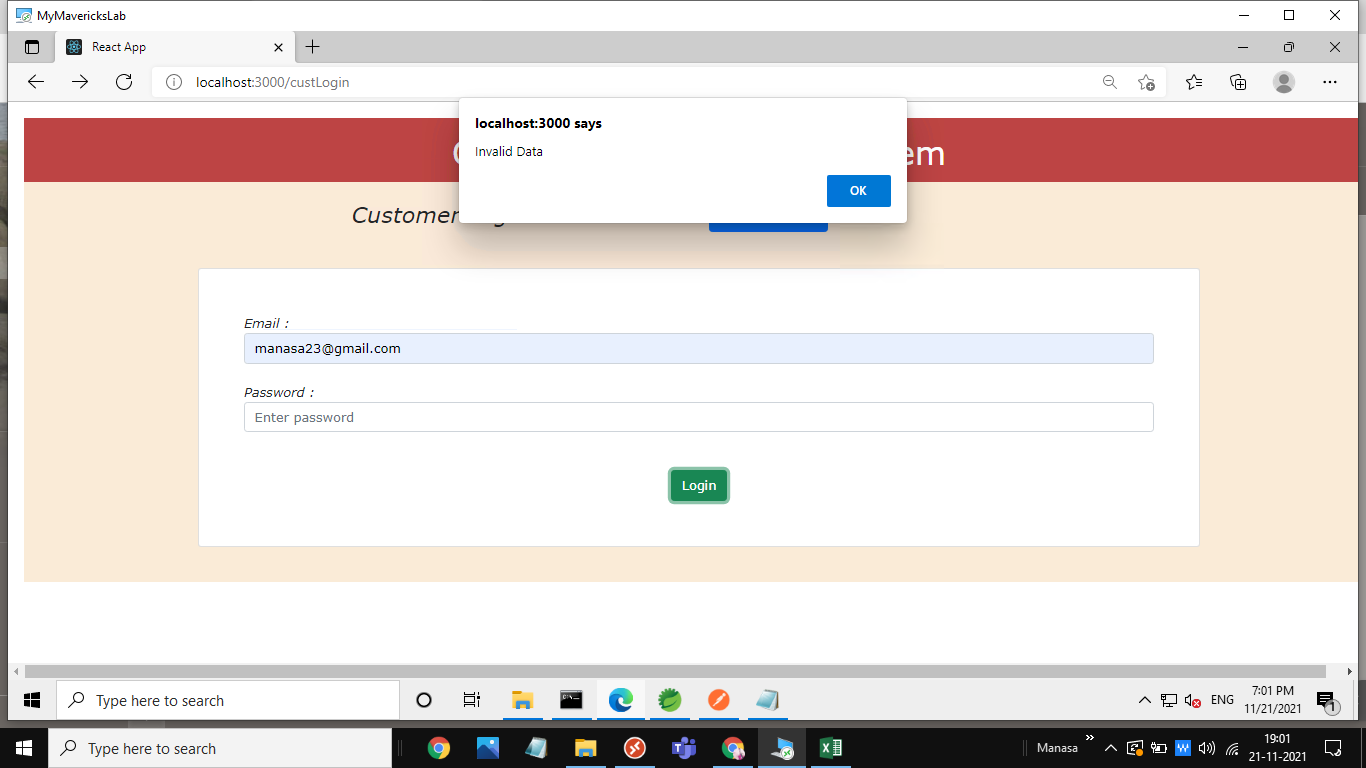 MyMavericksLab
React App
localhost:3000/custLogin
localhost:3000 says
Invalid Data
OK
em
Customer
Email :
manasa23@gmail.com
Password :
Enter password
Login
Type here to search
ENG
7:01 PM
11/21/2021
1
Type here to search
Manasa
W
19:01
21-11-2021